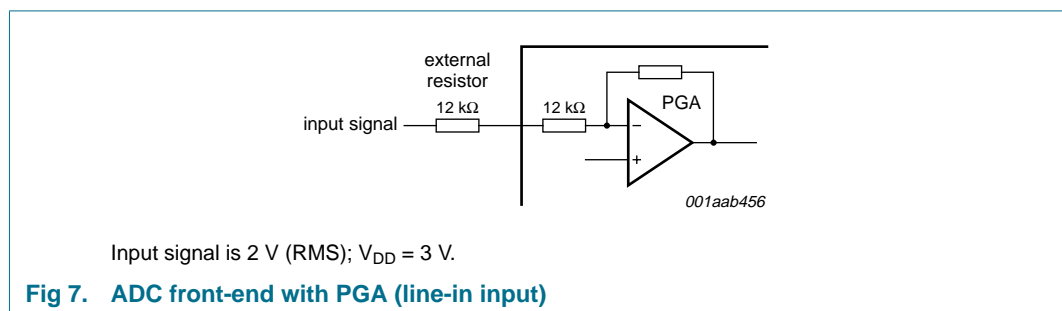 external
resistor
12 kΩ
12 kΩ
PGA
input signal
−
+
001aab456
Input signal is 2 V (RMS); VDD = 3 V.
Fig 7. ADC front-end with PGA (line-in input)